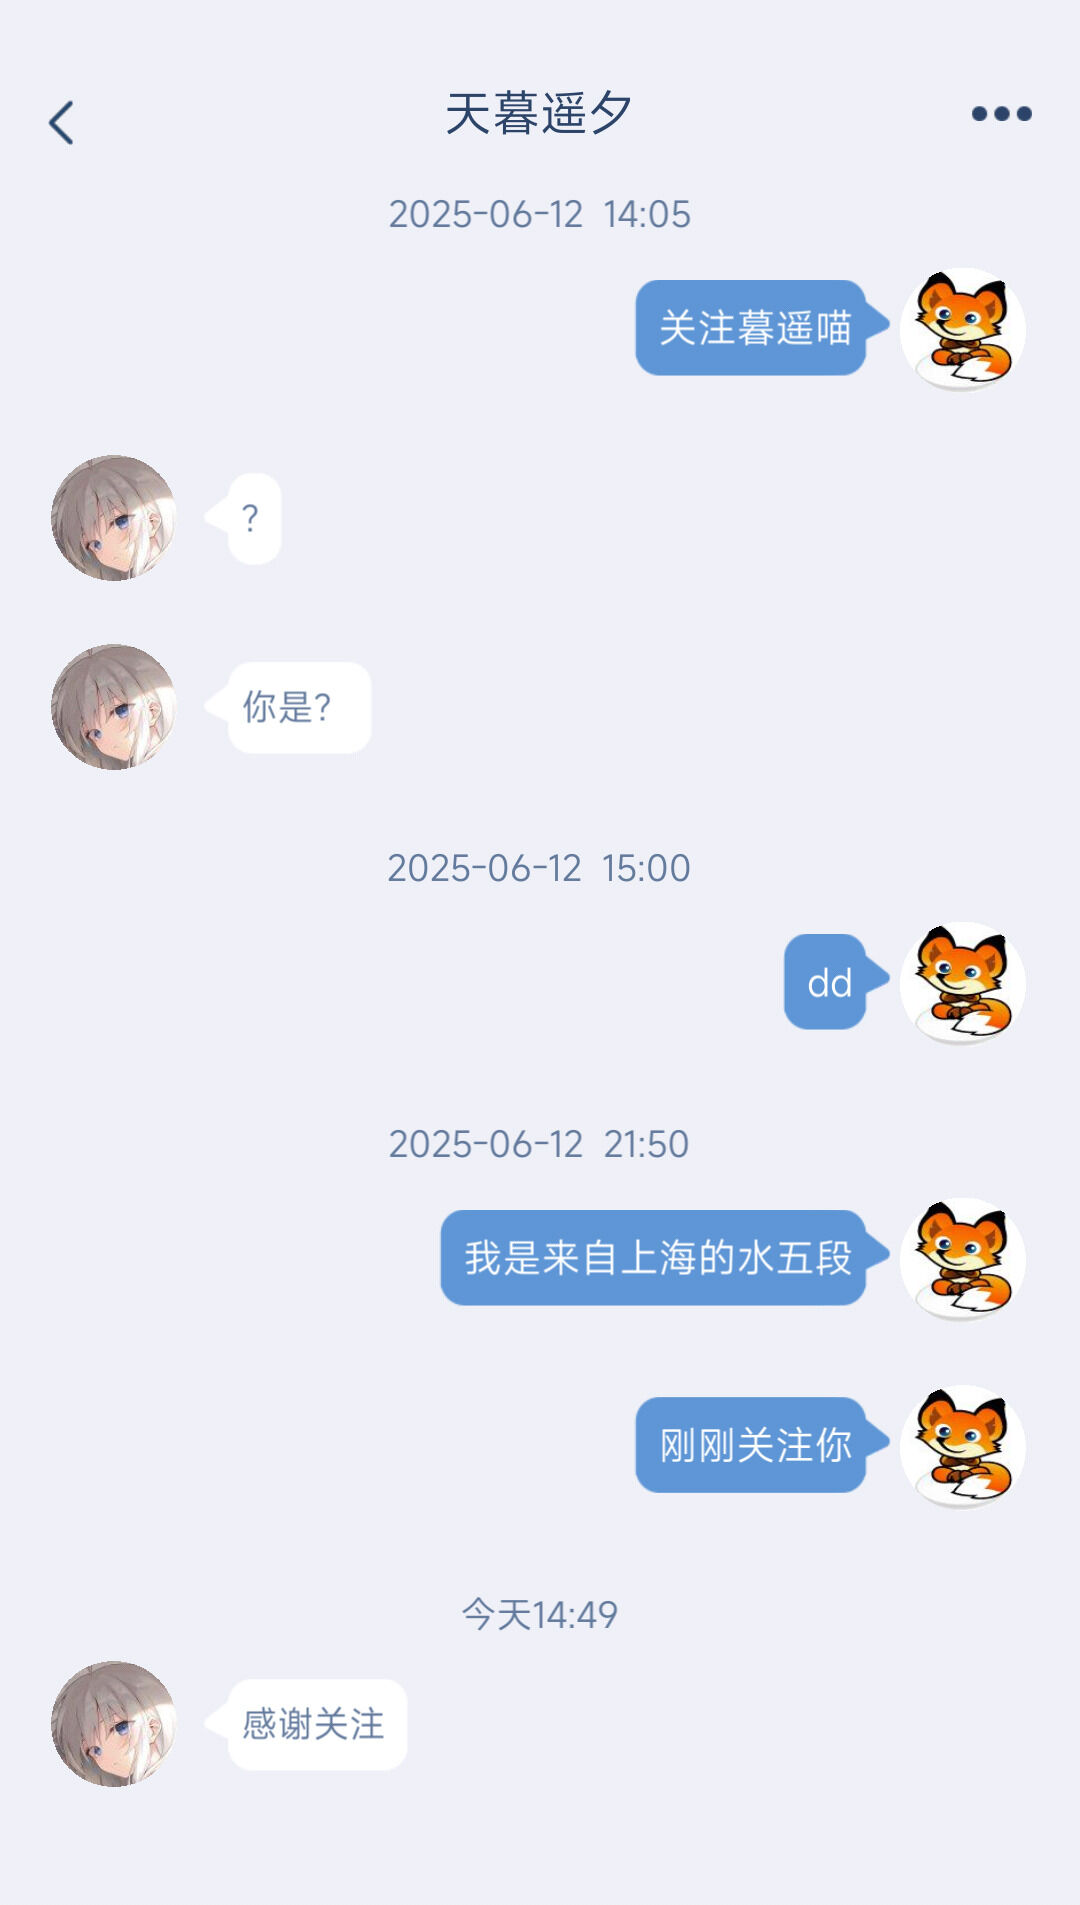 天暮遥夕
2025-06-12 14:05
关注暮遥喵
？
你是？
2025-06-12 15:00
dd
2025-06-12 21:50
我是来自上海的水五段
刚刚关注你
今天14:49
感谢关注